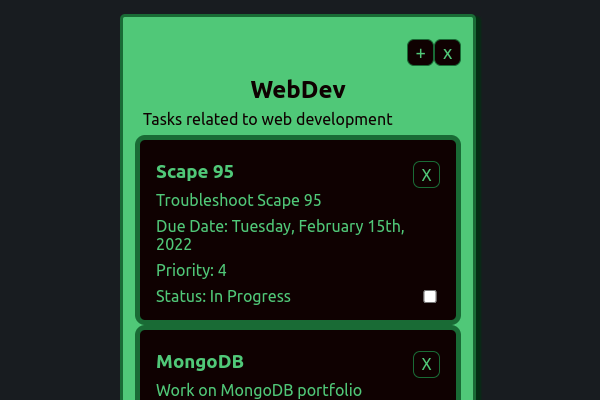 + x
WebDev
Tasks related to web development
Scape 95 X
Troubleshoot Scape 95
Due Date: Tuesday, February 15th,
2022
Priority: 4
Status: In Progress
MongoDB X
Work on MongoDB portfolio